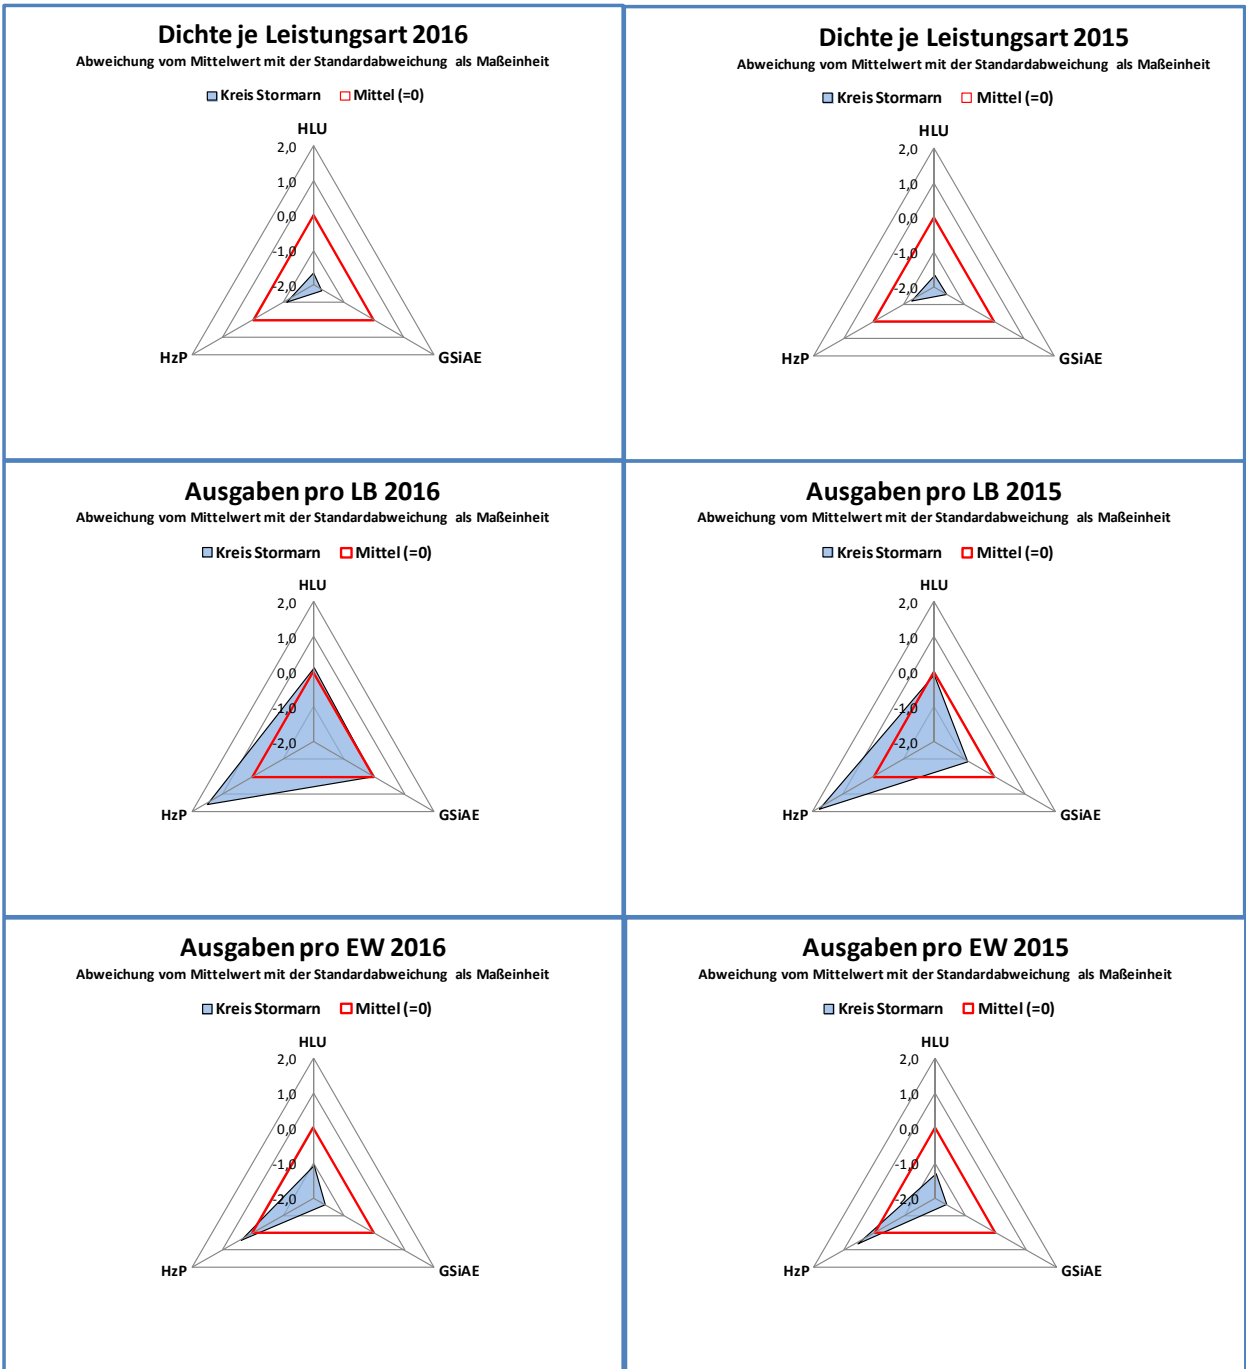 Dichte je Leistungsart 2016
Abweichung vom Mittelwert mit der Standardabweichung als Maßeinheit
Kreis Stormarn Mittel (=0)
HLU
2,0
1,0
0,0
-1,0
-2,0
HzP
GSiAE
Dichte je Leistungsart 2015
Abweichung vom Mittelwert mit der Standardabweichung als Maßeinheit
Kreis Stormarn Mittel (=0)
HLU
2,0
1,0
0,0
-1,0
-2,0
HzP
GSiAE
Ausgaben pro LB 2016
Abweichung vom Mittelwert mit der Standardabweichung als Maßeinheit
Kreis Stormarn Mittel (=0)
HLU
2,0
1,0
0,0
-1,0
-2,0
HzP
GSiAE
Ausgaben pro LB 2015
Abweichung vom Mittelwert mit der Standardabweichung als Maßeinheit
Kreis Stormarn Mittel (=0)
HLU
2,0
1,0
0,0
-1,0
-2,0
HzP
GSiAE
Ausgaben pro EW 2016
Abweichung vom Mittelwert mit der Standardabweichung als Maßeinheit
Kreis Stormarn Mittel (=0)
HLU
2,0
1,0
0,0
-1,0
-2,0
HzP
GSiAE
Ausgaben pro EW 2015
Abweichung vom Mittelwert mit der Standardabweichung als Maßeinheit
Kreis Stormarn Mittel (=0)
HLU
2,0
1,0
0,0
-1,0
-2,0
HzP
GSiAE